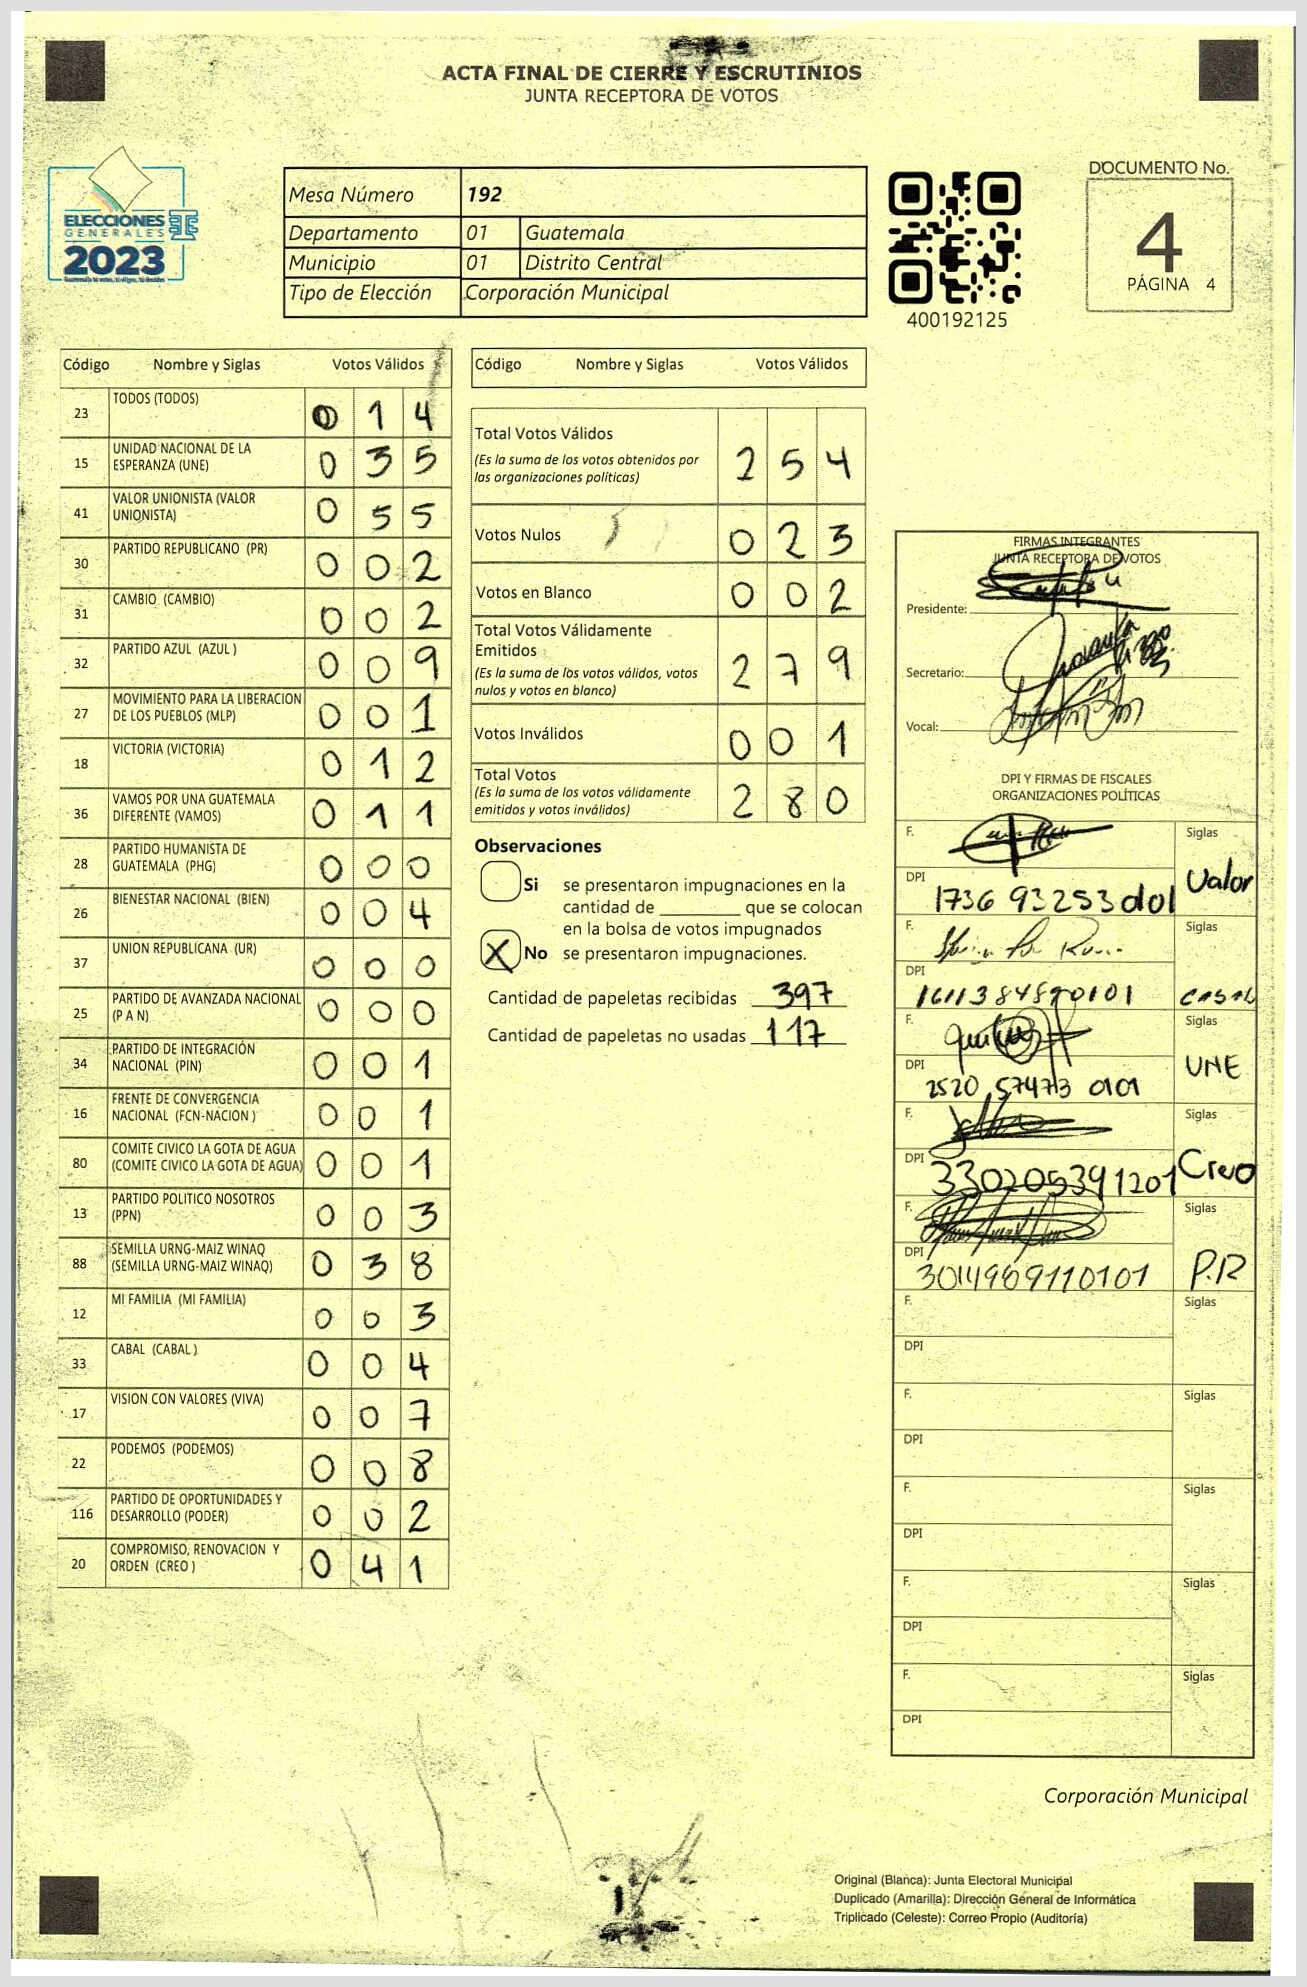 ACTA FINAL DE CIERRE Y ESCRUTINIOS
JUNTA RECEPTORA DE VOTOS
ELECCIONES
GENERALES
2023
Mesa Número 192
Departamento 01 Guatemala
Municipio 01 Distrito Central
Tipo de Elección Corporación Municipal
400192125
DOCUMENTO No.
4
PÁGINA 4
Código Nombre y Siglas Votos Válidos
23 TODOS (TODOS) 0 1 4
15 UNIDAD NACIONAL DE LA
ESPERANZA (UNE) 0 3 5
41 VALOR UNIONISTA (VALOR
UNIONISTA) 0 5 5
30 PARTIDO REPUBLICANO (PR) 0 0 2
31 CAMBIO (CAMBIO) 0 0 2
32 PARTIDO AZUL (AZUL ) 0 0 9
27 MOVIMIENTO PARA LA LIBERACION
DE LOS PUEBLOS (MLP) 0 0 1
18 VICTORIA (VICTORIA) 0 1 2
36 VAMOS POR UNA GUATEMALA
DIFERENTE (VAMOS) 0 1 1
28 PARTIDO HUMANISTA DE
GUATEMALA (PHG) 0 0 0
26 BIENESTAR NACIONAL (BIEN) 0 0 4
37 UNION REPUBLICANA (UR) 0 0 0
25 PARTIDO DE AVANZADA NACIONAL
(P A N) 0 0 0
34 PARTIDO DE INTEGRACIÓN
NACIONAL (PIN) 0 0 1
16 FRENTE DE CONVERGENCIA
NACIONAL (FCN-NACION ) 0 0 1
80 COMITE CIVICO LA GOTA DE AGUA
(COMITE CIVICO LA GOTA DE AGUA) 0 0 1
13 PARTIDO POLITICO NOSOTROS
(PPN) 0 0 3
88 SEMILLA URNG-MAIZ WINAQ
(SEMILLA URNG-MAIZ WINAQ) 0 3 8
12 MI FAMILIA (MI FAMILIA) 0 0 3
33 CABAL (CABAL ) 0 0 4
17 VISION CON VALORES (VIVA) 0 0 7
22 PODEMOS (PODEMOS) 0 0 8
116 PARTIDO DE OPORTUNIDADES Y
DESARROLLO (PODER) 0 0 2
20 COMPROMISO, RENOVACION Y
ORDEN (CREO ) 0 4 1
Código Nombre y Siglas Votos Válidos
Total Votos Válidos
(Es la suma de los votos obtenidos por
las organizaciones políticas) 2 5 4
Votos Nulos 0 2 3
Votos en Blanco 0 0 2
Total Votos Válidamente
Emitidos
(Es la suma de los votos válidos, votos
nulos y votos en blanco) 2 7 9
Votos Inválidos 0 0 1
Total Votos
(Es la suma de los votos válidamente
emitidos y votos inválidos) 2 8 0
Observaciones
Si se presentaron impugnaciones en la
cantidad de ________ que se colocan
en la bolsa de votos impugnados
X No se presentaron impugnaciones.
Cantidad de papeletas recibidas 397
Cantidad de papeletas no usadas 117
FIRMAS INTEGRANTES
JUNTA RECEPTORA DE VOTOS
Presidente:
Secretario:
Vocal:
DPI Y FIRMAS DE FISCALES
ORGANIZACIONES POLÍTICAS
F. Siglas
Valor
DPI 1736 93253 0101
F. Siglas
DPI 1611384870101
F. Siglas
UNE
DPI 2520 57473 0101
F. Siglas
Creo
DPI 330205391201
F. Siglas
P.R
DPI 3014969110101
F. Siglas
DPI
F. Siglas
DPI
F. Siglas
DPI
F. Siglas
DPI
F. Siglas
DPI
Corporación Municipal
Original (Blanca): Junta Electoral Municipal
Duplicado (Amarilla): Dirección General de Informática
Triplicado (Celeste): Correo Propio (Auditoría)